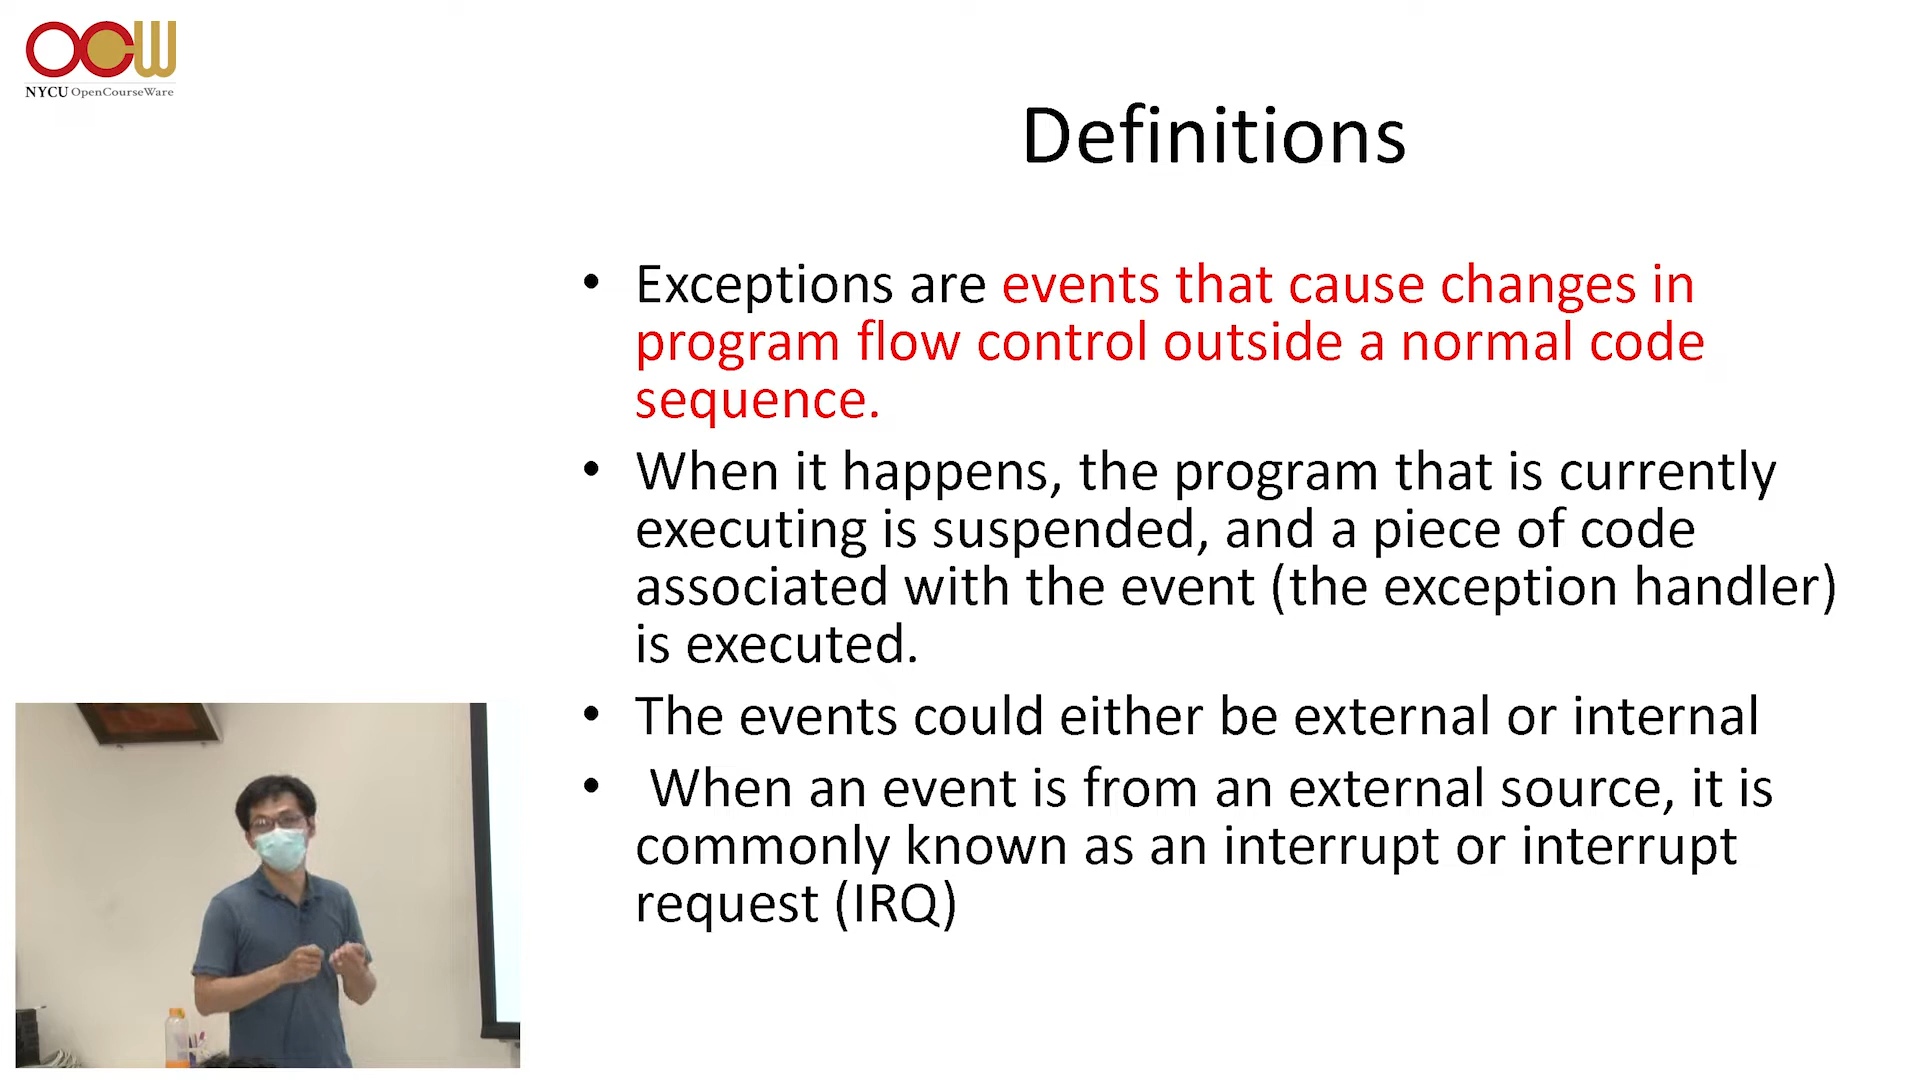 OCW
NYCU OpenCourseWare
Definitions
• Exceptions are events that cause changes in
program flow control outside a normal code
sequence.
• When it happens, the program that is currently
executing is suspended, and a piece of code
associated with the event (the exception handler)
is executed.
• The events could either be external or internal
• When an event is from an external source, it is
commonly known as an interrupt or interrupt
request (IRQ)